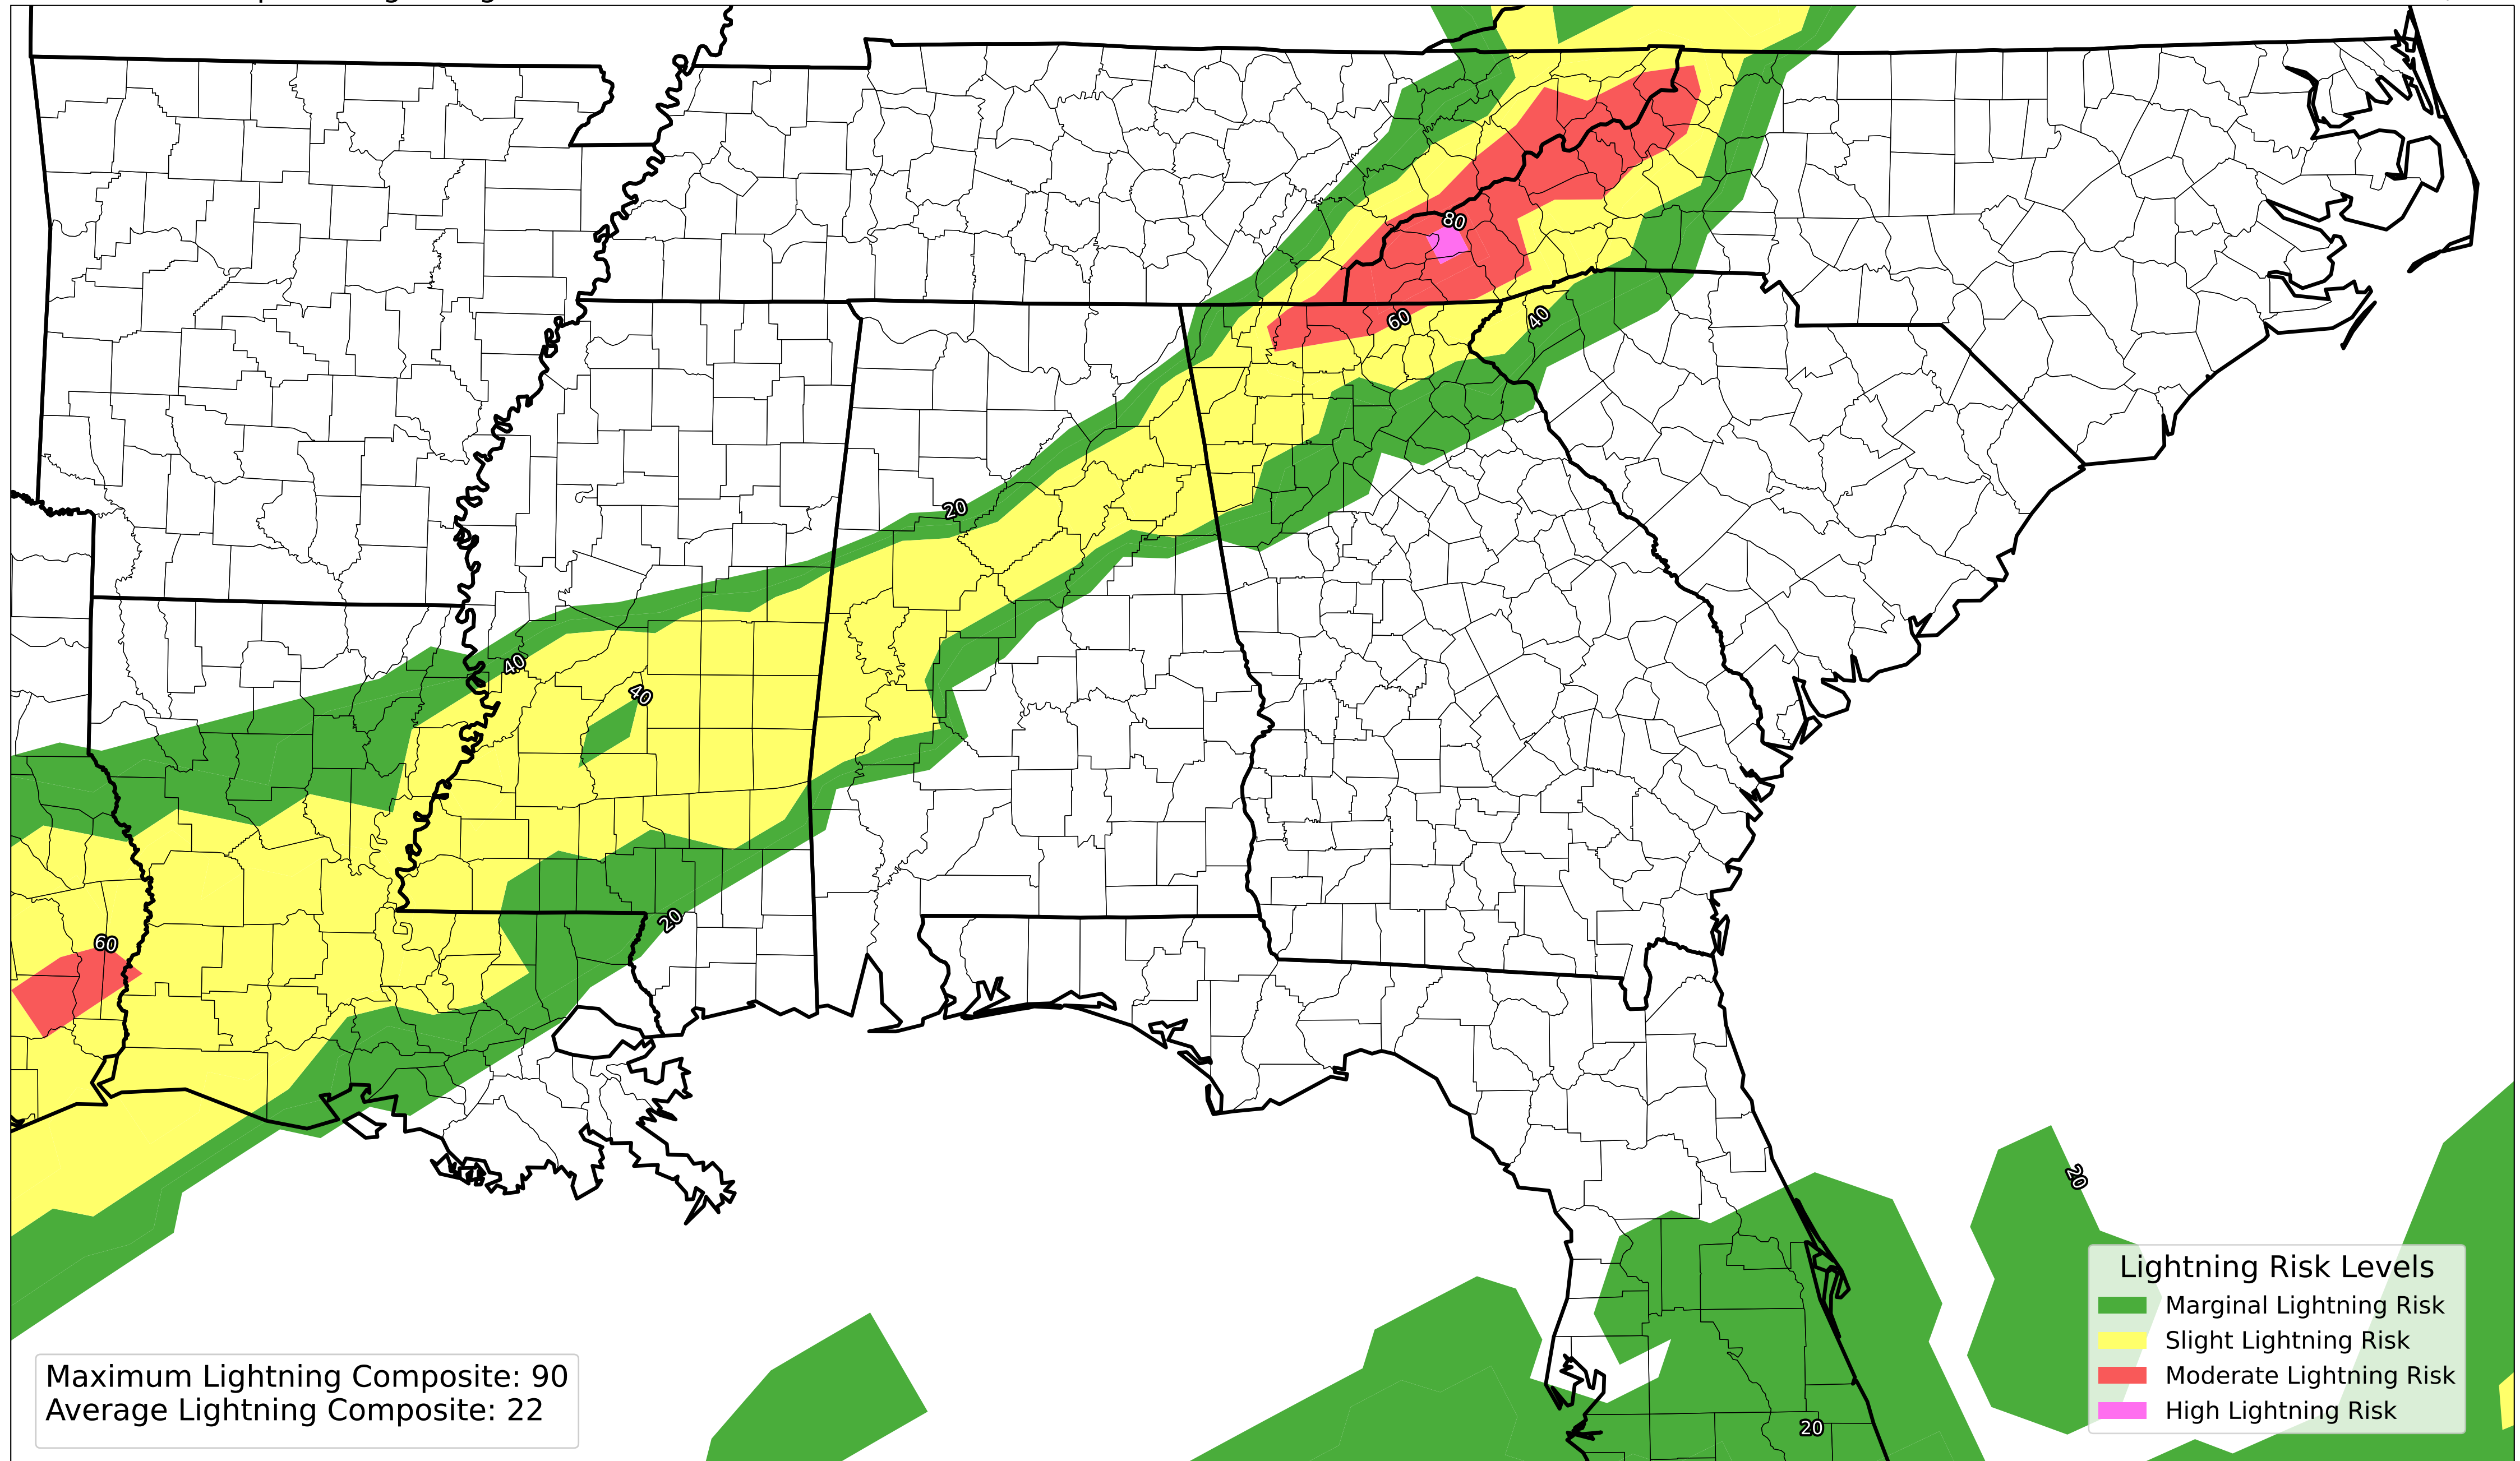 80
60
40
20
40
40
20
60
20
20
Lightning Risk Levels
Marginal Lightning Risk
Slight Lightning Risk
Moderate Lightning Risk
High Lightning Risk
Maximum Lightning Composite: 90
Average Lightning Composite: 22